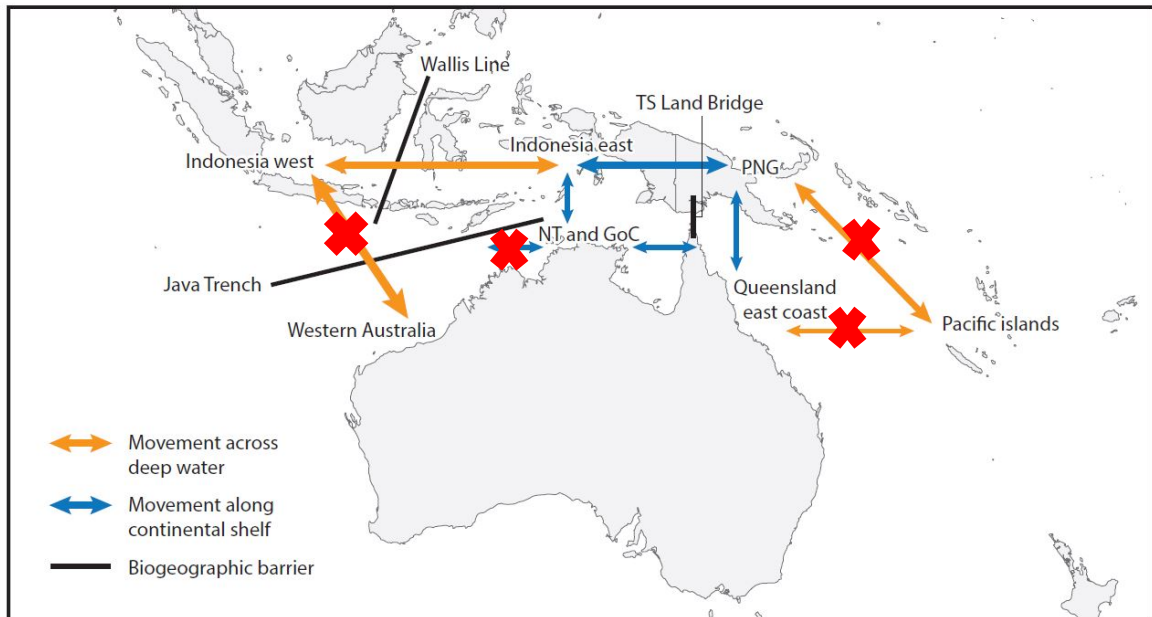 Wallis Line
TS Land Bridge
Indonesia west
Indonesia east
PNG
NT and GoC
Java Trench
Queensland
east coast
Western Australia
Pacific islands
Movement across
deep water
Movement along
continental shelf
Biogeographic barrier